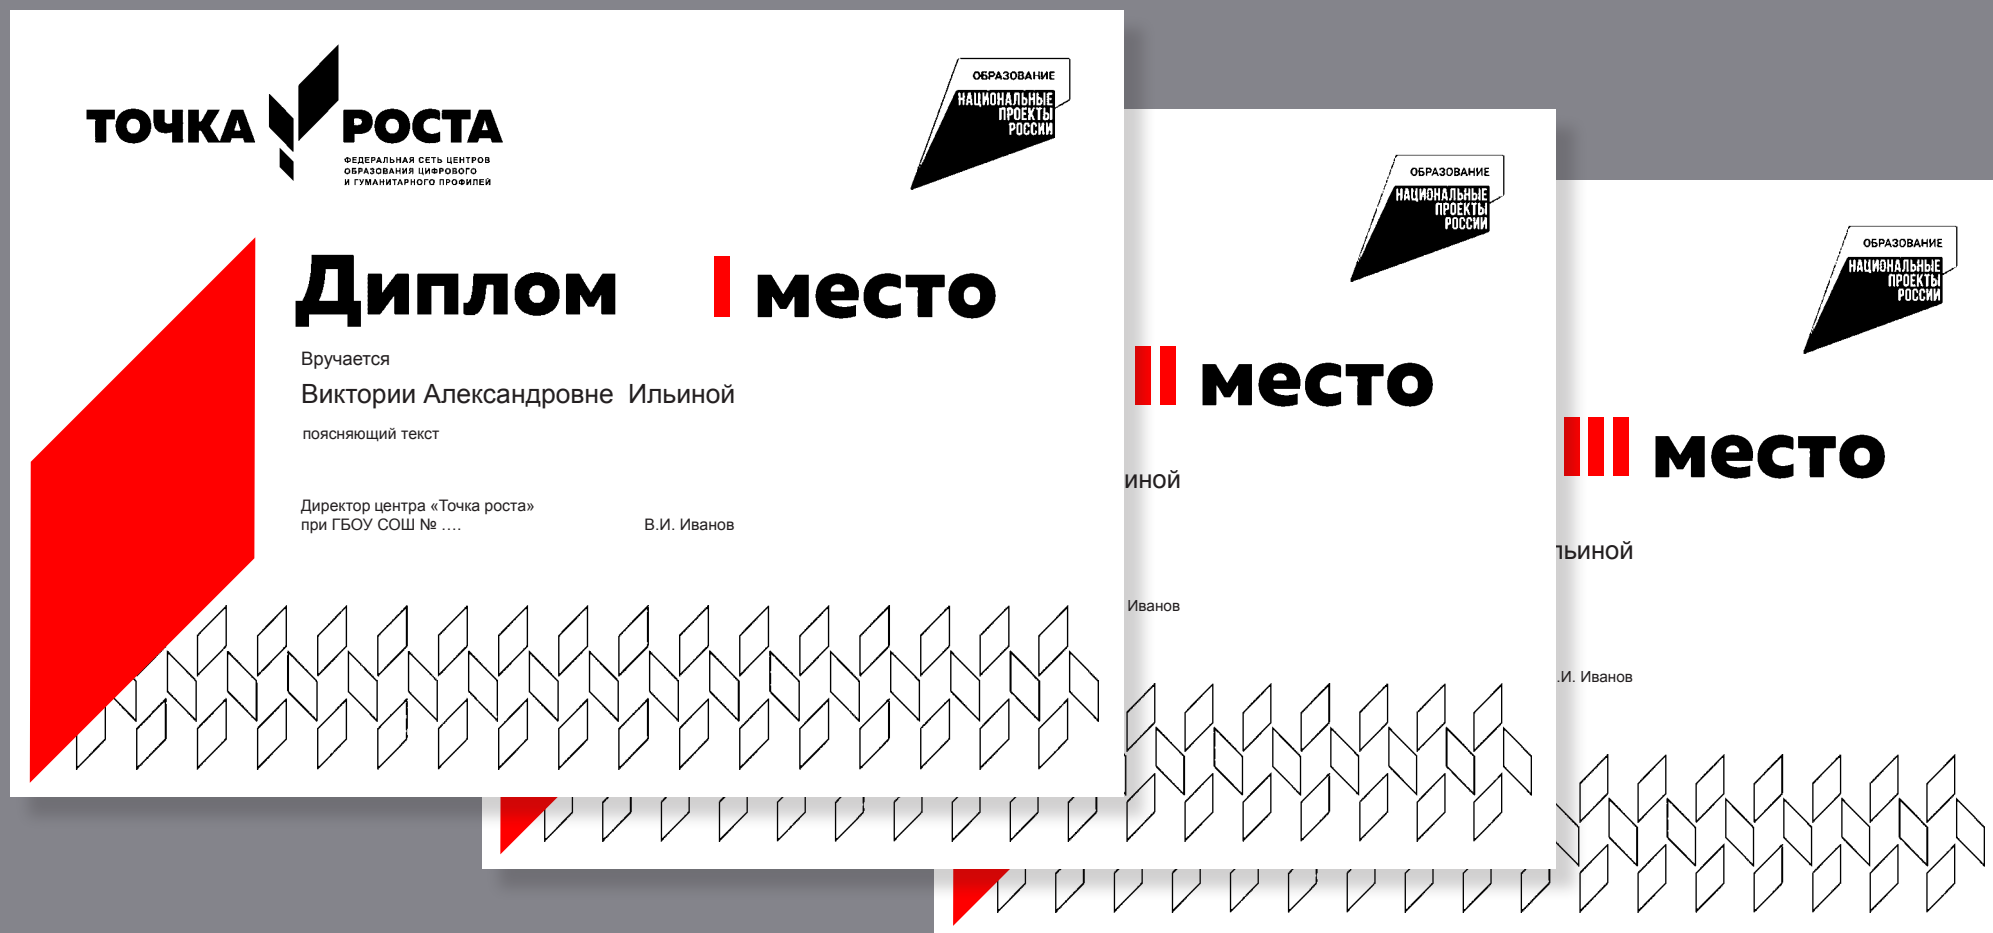 ТОЧКА РОСТА
ФЕДЕРАЛЬНАЯ СЕТЬ ЦЕНТРОВ
ОБРАЗОВАНИЯ ЦИФРОВОГО
И ГУМАНИТАРНОГО ПРОФИЛЕЙ
ОБРАЗОВАНИЕ
НАЦИОНАЛЬНЫЕ
ПРОЕКТЫ
РОССИИ
Диплом I место
Вручается
Виктории Александровне Ильиной
поясняющий текст
Директор центра «Точка роста»
при ГБОУ СОШ № .... В.И. Иванов
ОБРАЗОВАНИЕ
НАЦИОНАЛЬНЫЕ
ПРОЕКТЫ
РОССИИ
II место
иной
Иванов
ОБРАЗОВАНИЕ
НАЦИОНАЛЬНЫЕ
ПРОЕКТЫ
РОССИИ
III место
льиной
.И. Иванов